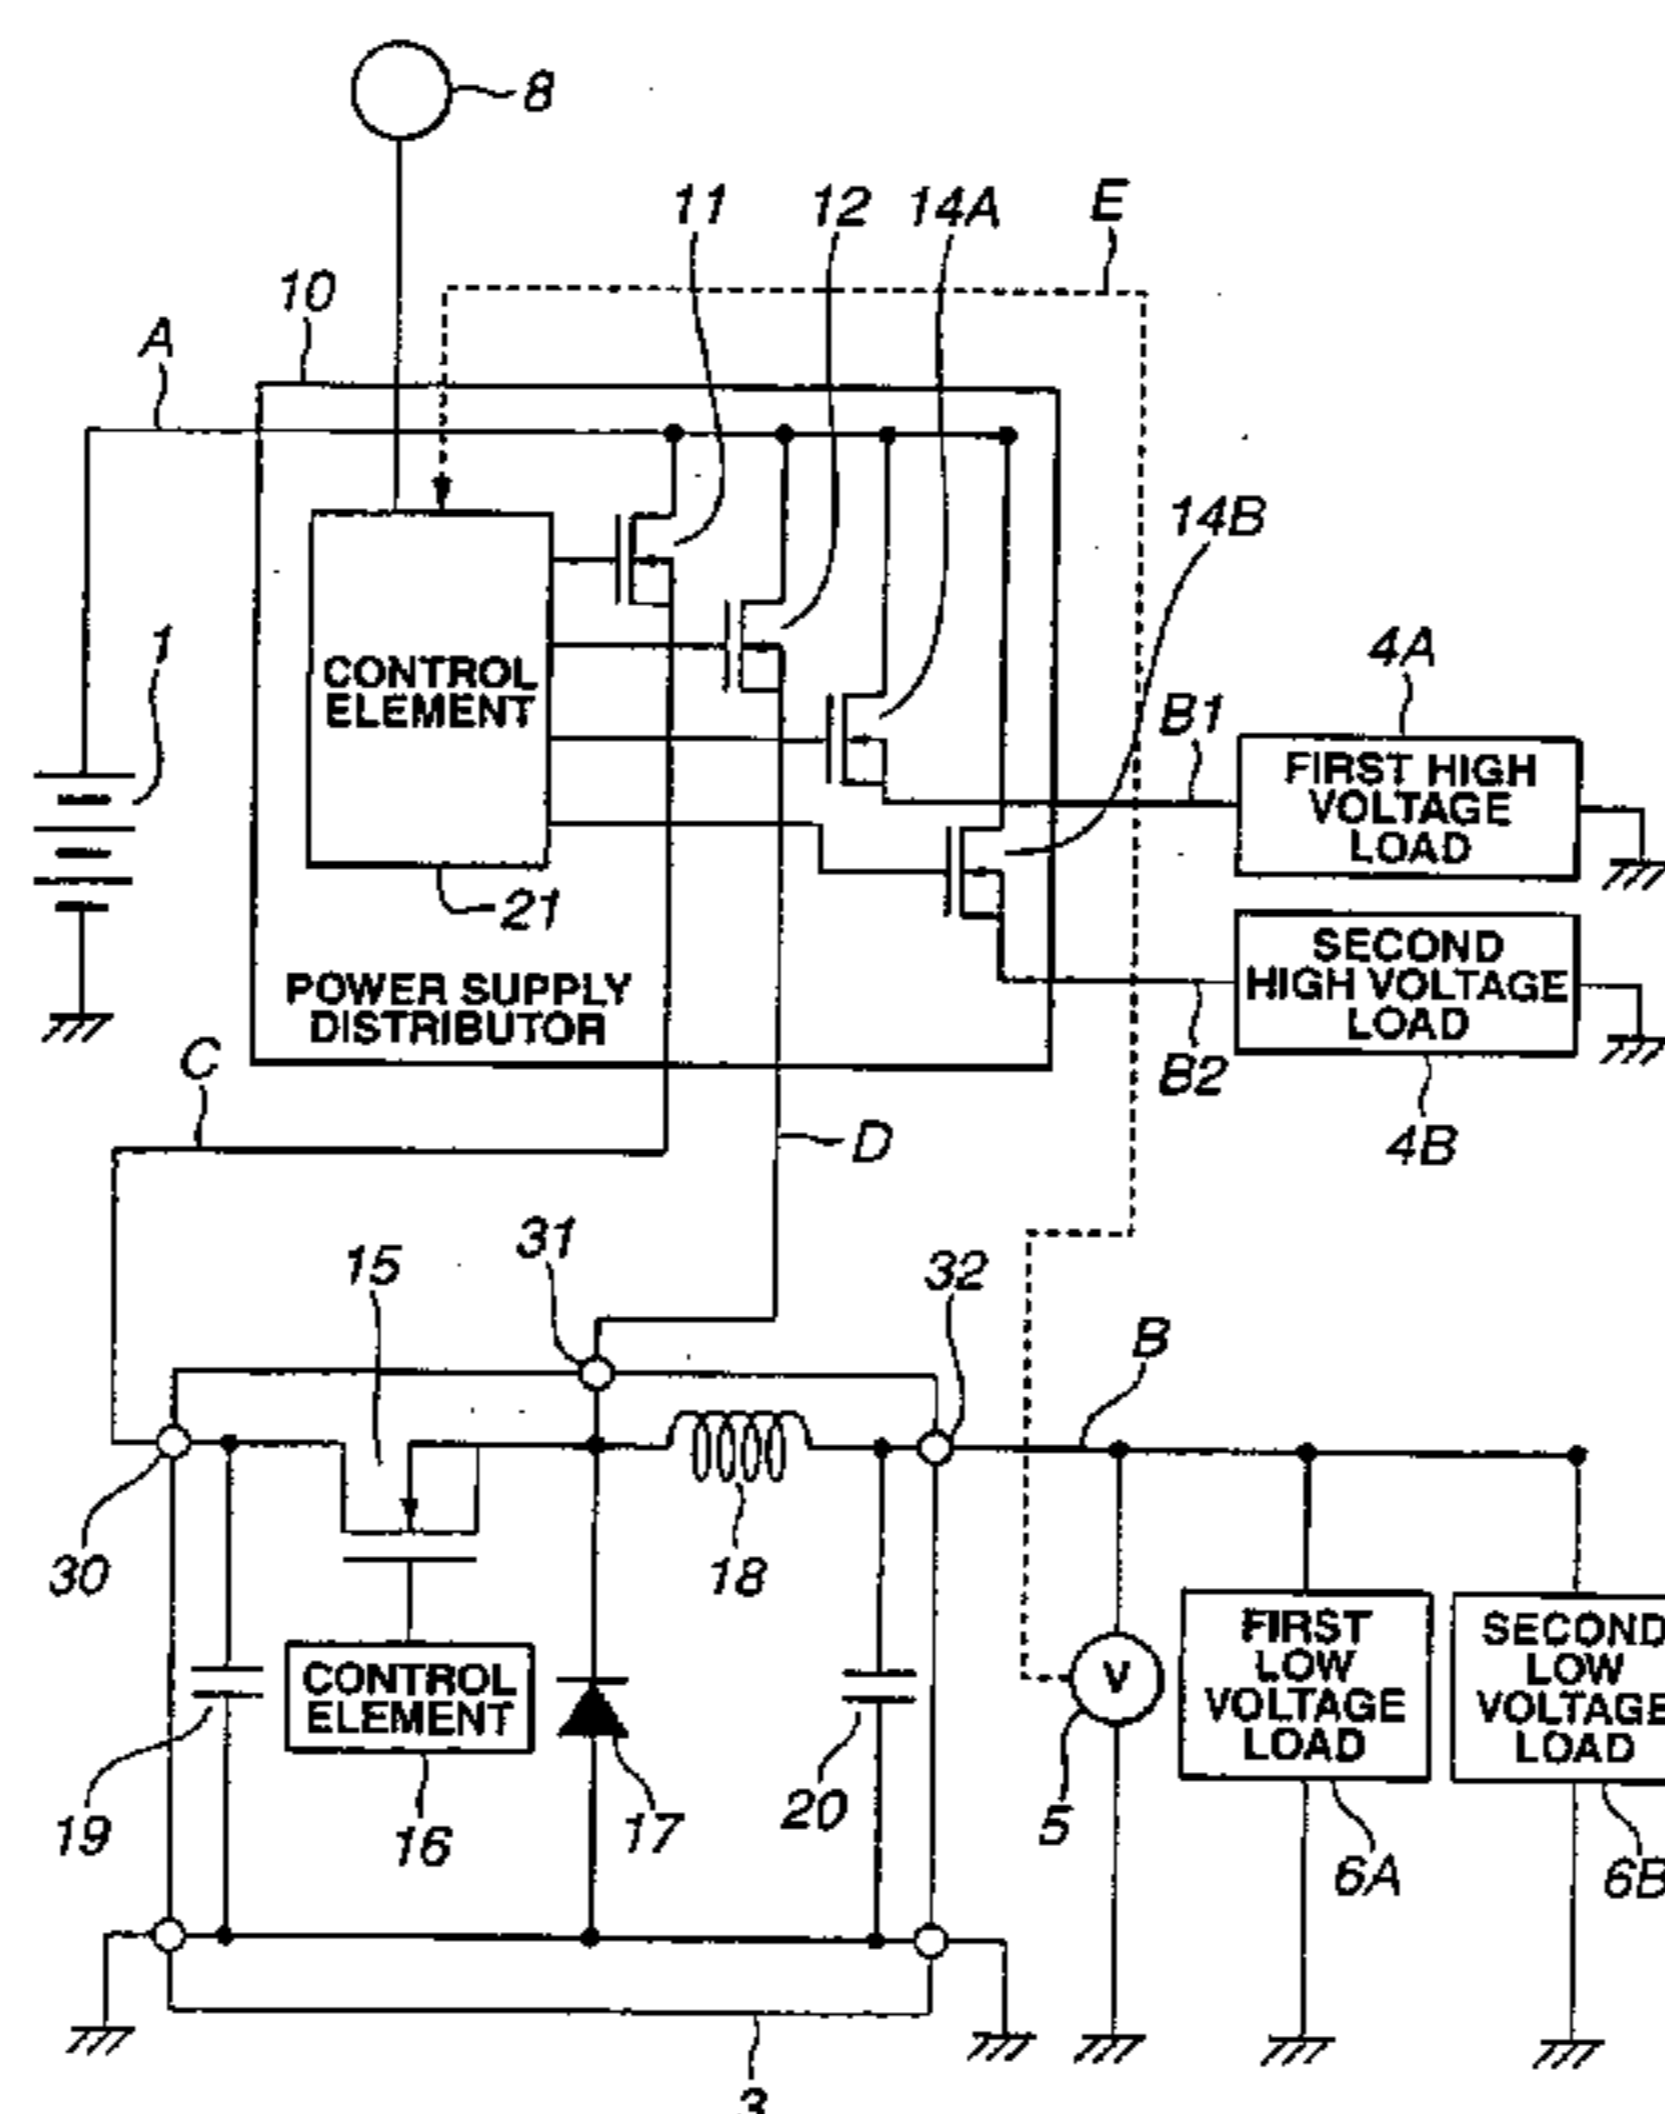 8
11
12
14A
E
10
A
14B
1
CONTROL
ELEMENT
4A
B1
FIRST HIGH
VOLTAGE
LOAD
21
POWER SUPPLY
DISTRIBUTOR
SECOND
HIGH VOLTAGE
LOAD
C
B2
D
4B
31
15
32
B
30
18
CONTROL
ELEMENT
V
FIRST
LOW
VOLTAGE
LOAD
SECOND
LOW
VOLTAGE
LOAD
19
16
17
20
5
6A
6B
3